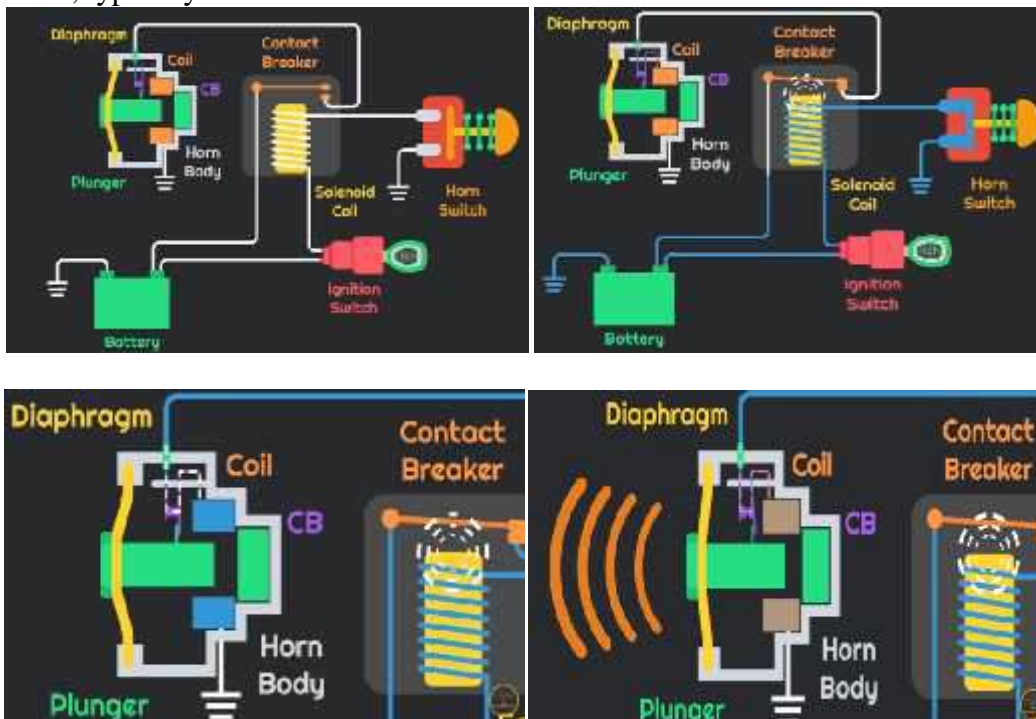 Diaphragm
Coil
Contact
Breaker
CB
Horn
Body
Plunger
Solenoid
Coil
Horn
Switch
Ignition
Switch
Battery
Diaphragm
Coil
Contact
Breaker
CB
Horn
Body
Plunger
Solenoid
Coil
Horn
Switch
Ignition
Switch
Battery
Diaphragm
Coil
Contact
Breaker
CB
Horn
Body
Plunger
Diaphragm
Coil
Contact
Breaker
CB
Horn
Body
Plunger